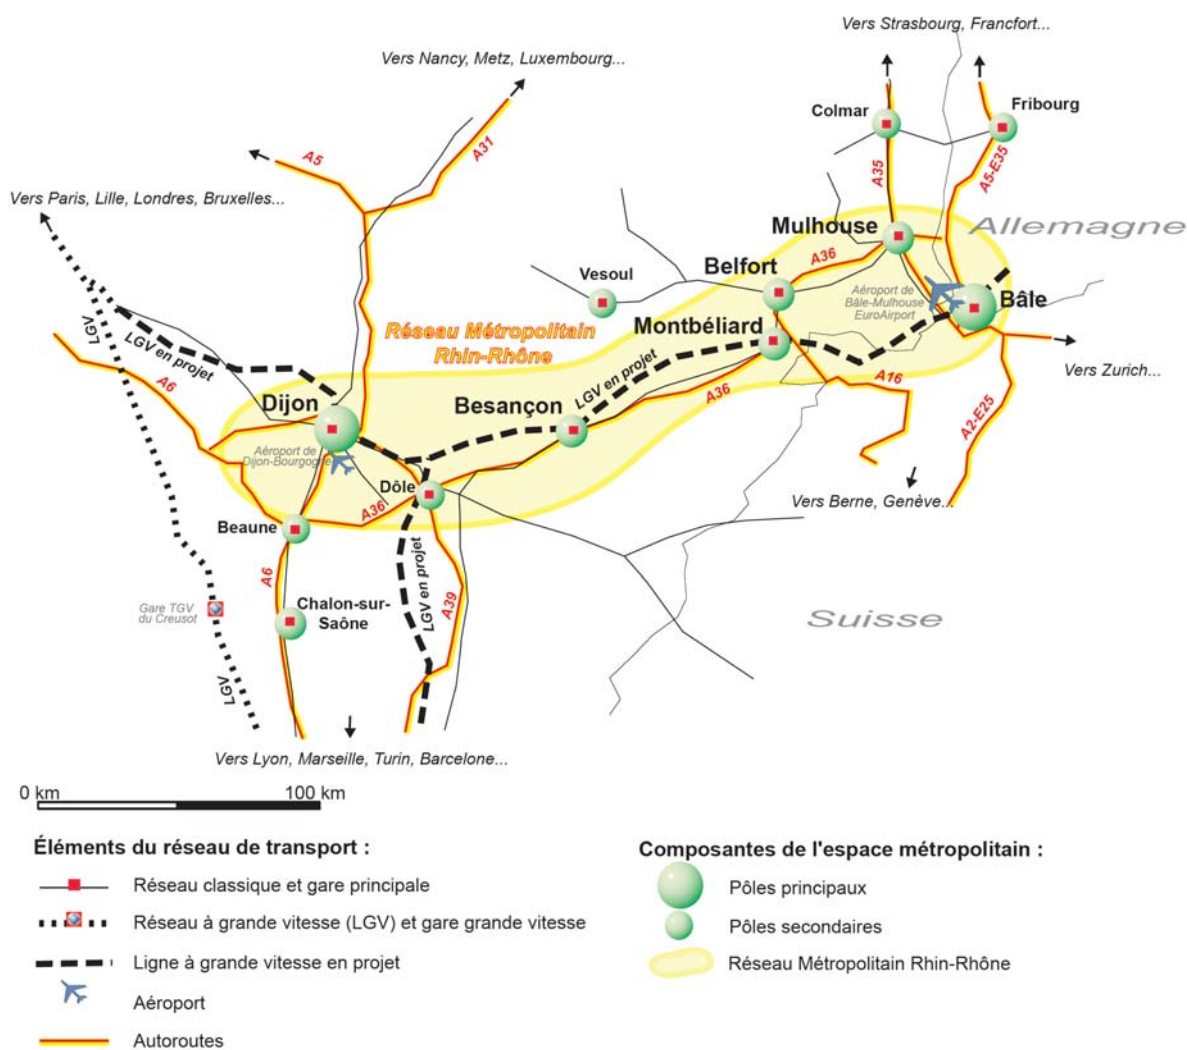 Vers Strasbourg, Francfort...
Vers Nancy, Metz, Luxembourg...
Colmar
Fribourg
A31
A5
A35
A5-E35
Vers Paris, Lille, Londres, Bruxelles...
Mulhouse
Allemagne
A36
Belfort
Vesoul
Aéroport de
Bâle-Mulhouse
EuroAirport
Bâle
LGV
LGV en projet
Réseau Métropolitain
Rhin-Rhône
Montbéliard
Vers Zurich...
A6
LGV en projet
A36
A16
A2-E25
Dijon
Besançon
Aéroport de
Dijon-Bourgogne
Dôle
A36
Vers Berne, Genève...
Beaune
A6
LGV en projet
A39
Gare TGV
du Creusot
Chalon-sur-
Saône
Suisse
LGV
Vers Lyon, Marseille, Turin, Barcelone...
0 km
100 km
Éléments du réseau de transport :
Réseau classique et gare principale
Réseau à grande vitesse (LGV) et gare grande vitesse
Ligne à grande vitesse en projet
Aéroport
Autoroutes
Composantes de l'espace métropolitain :
Pôles principaux
Pôles secondaires
Réseau Métropolitain Rhin-Rhône